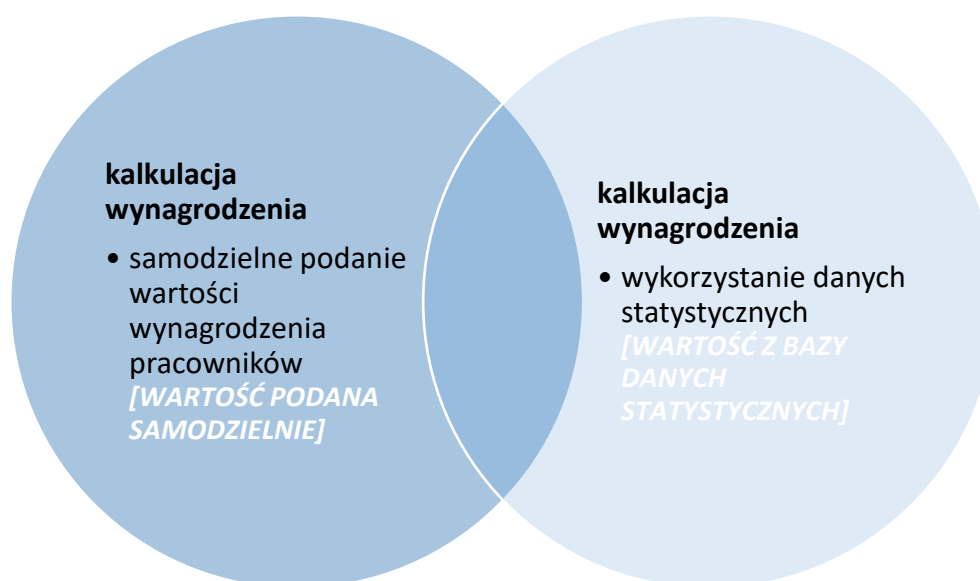 kalkulacja
wynagrodzenia
• samodzielne podanie
wartości
wynagrodzenia
pracowników
[WARTOŚĆ PODANA
SAMODZIELNIE]
kalkulacja
wynagrodzenia
• wykorzystanie danych
statystycznych
[WARTOŚĆ Z BAZY
DANYCH
STATYSTYCZNYCH]